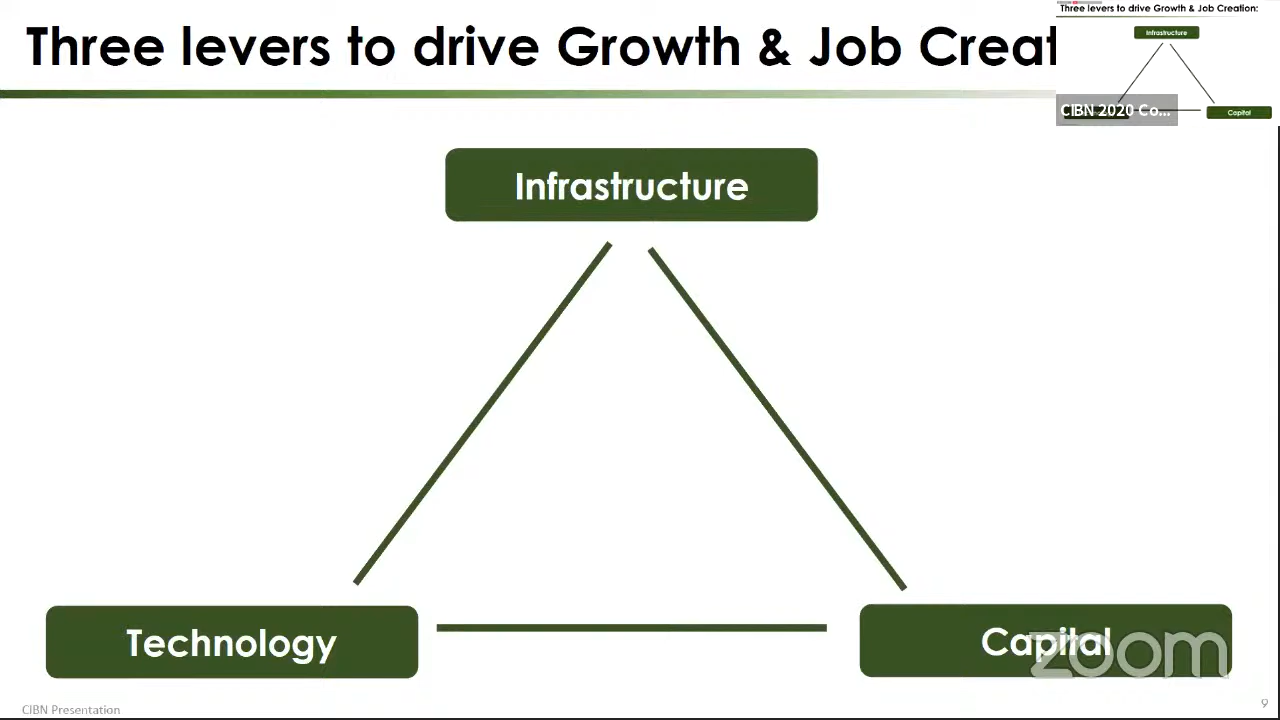 Three levers to drive Growth & Job Creat
Three levers to drive Growth & Job Creation:
Infrastructure
CIBN 2020 Co...
Capital
Infrastructure
Technology
Capital
zoom
CIBN Presentation
9